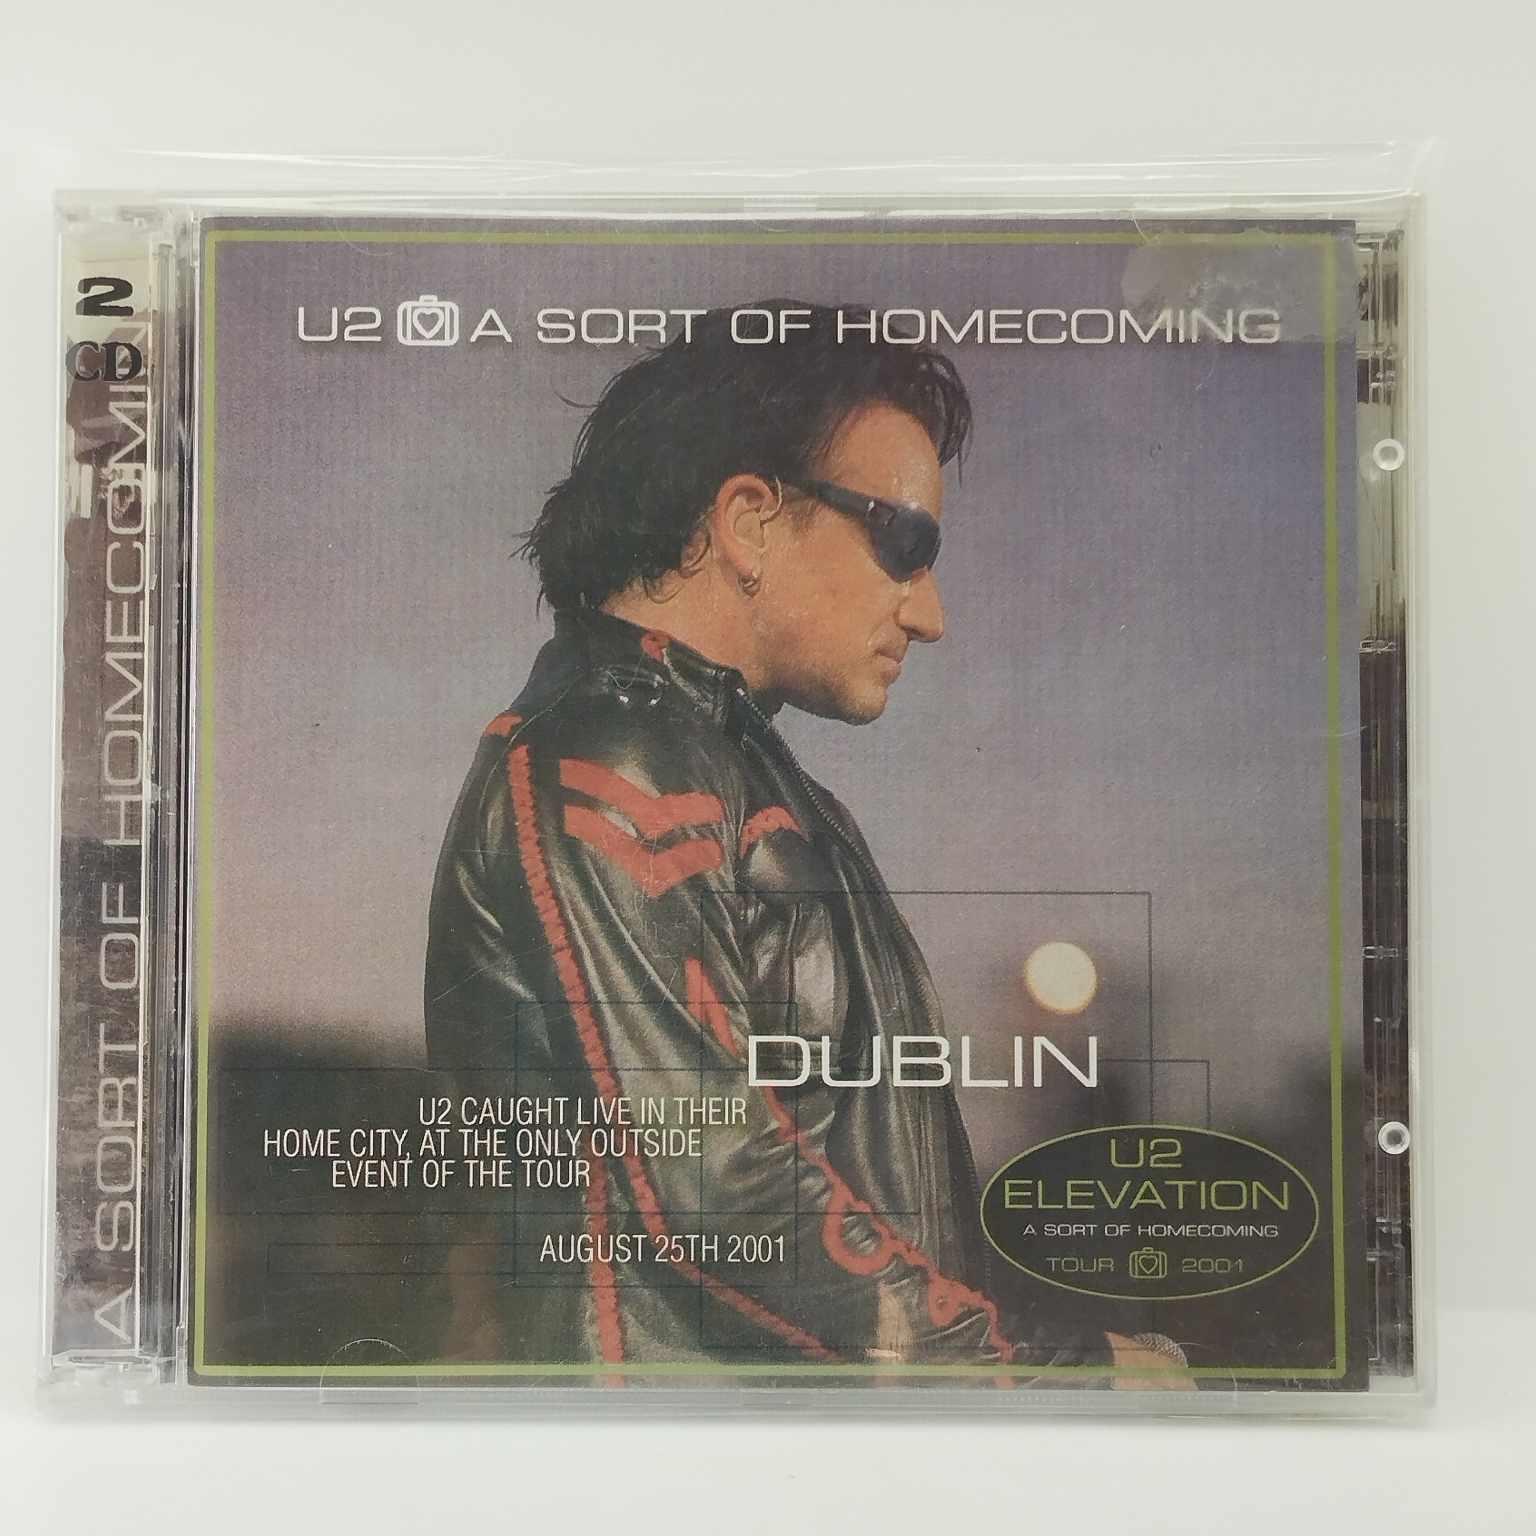 2
CD
A SORT OF HOMECOMIN
U2 A SORT OF HOMECOMING
DUBLIN
U2 CAUGHT LIVE IN THEIR
HOME CITY, AT THE ONLY OUTSIDE
EVENT OF THE TOUR
AUGUST 25TH 2001
U2
ELEVATION
A SORT OF HOMECOMING
TOUR 2001